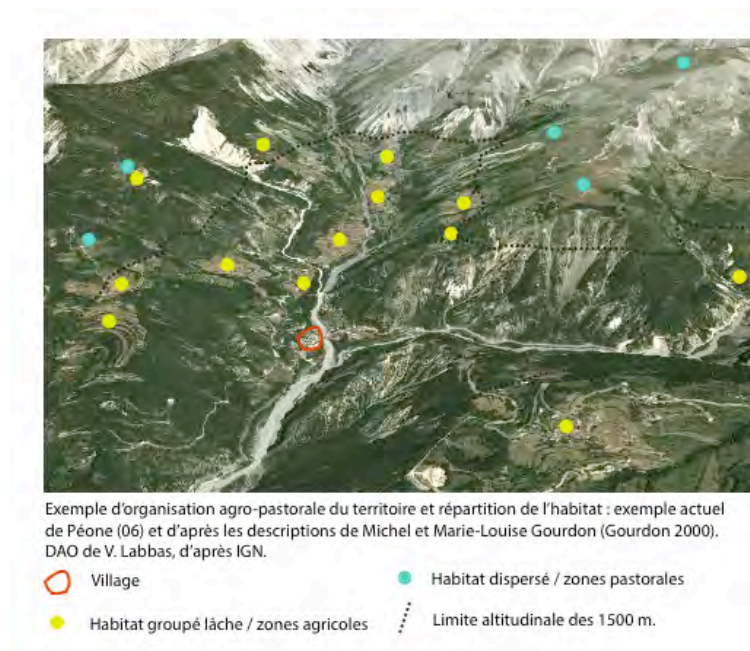 Exemple d'organisation agro-pastorale du territoire et répartition de l'habitat : exemple actuel
de Péone (06) et d'après les descriptions de Michel et Marie-Louise Gourdon (Gourdon 2000).
DAO de V. Labbas, d'après IGN.
Village
Habitat dispersé / zones pastorales
Habitat groupé lâche / zones agricoles
Limite altitudinale des 1500 m.